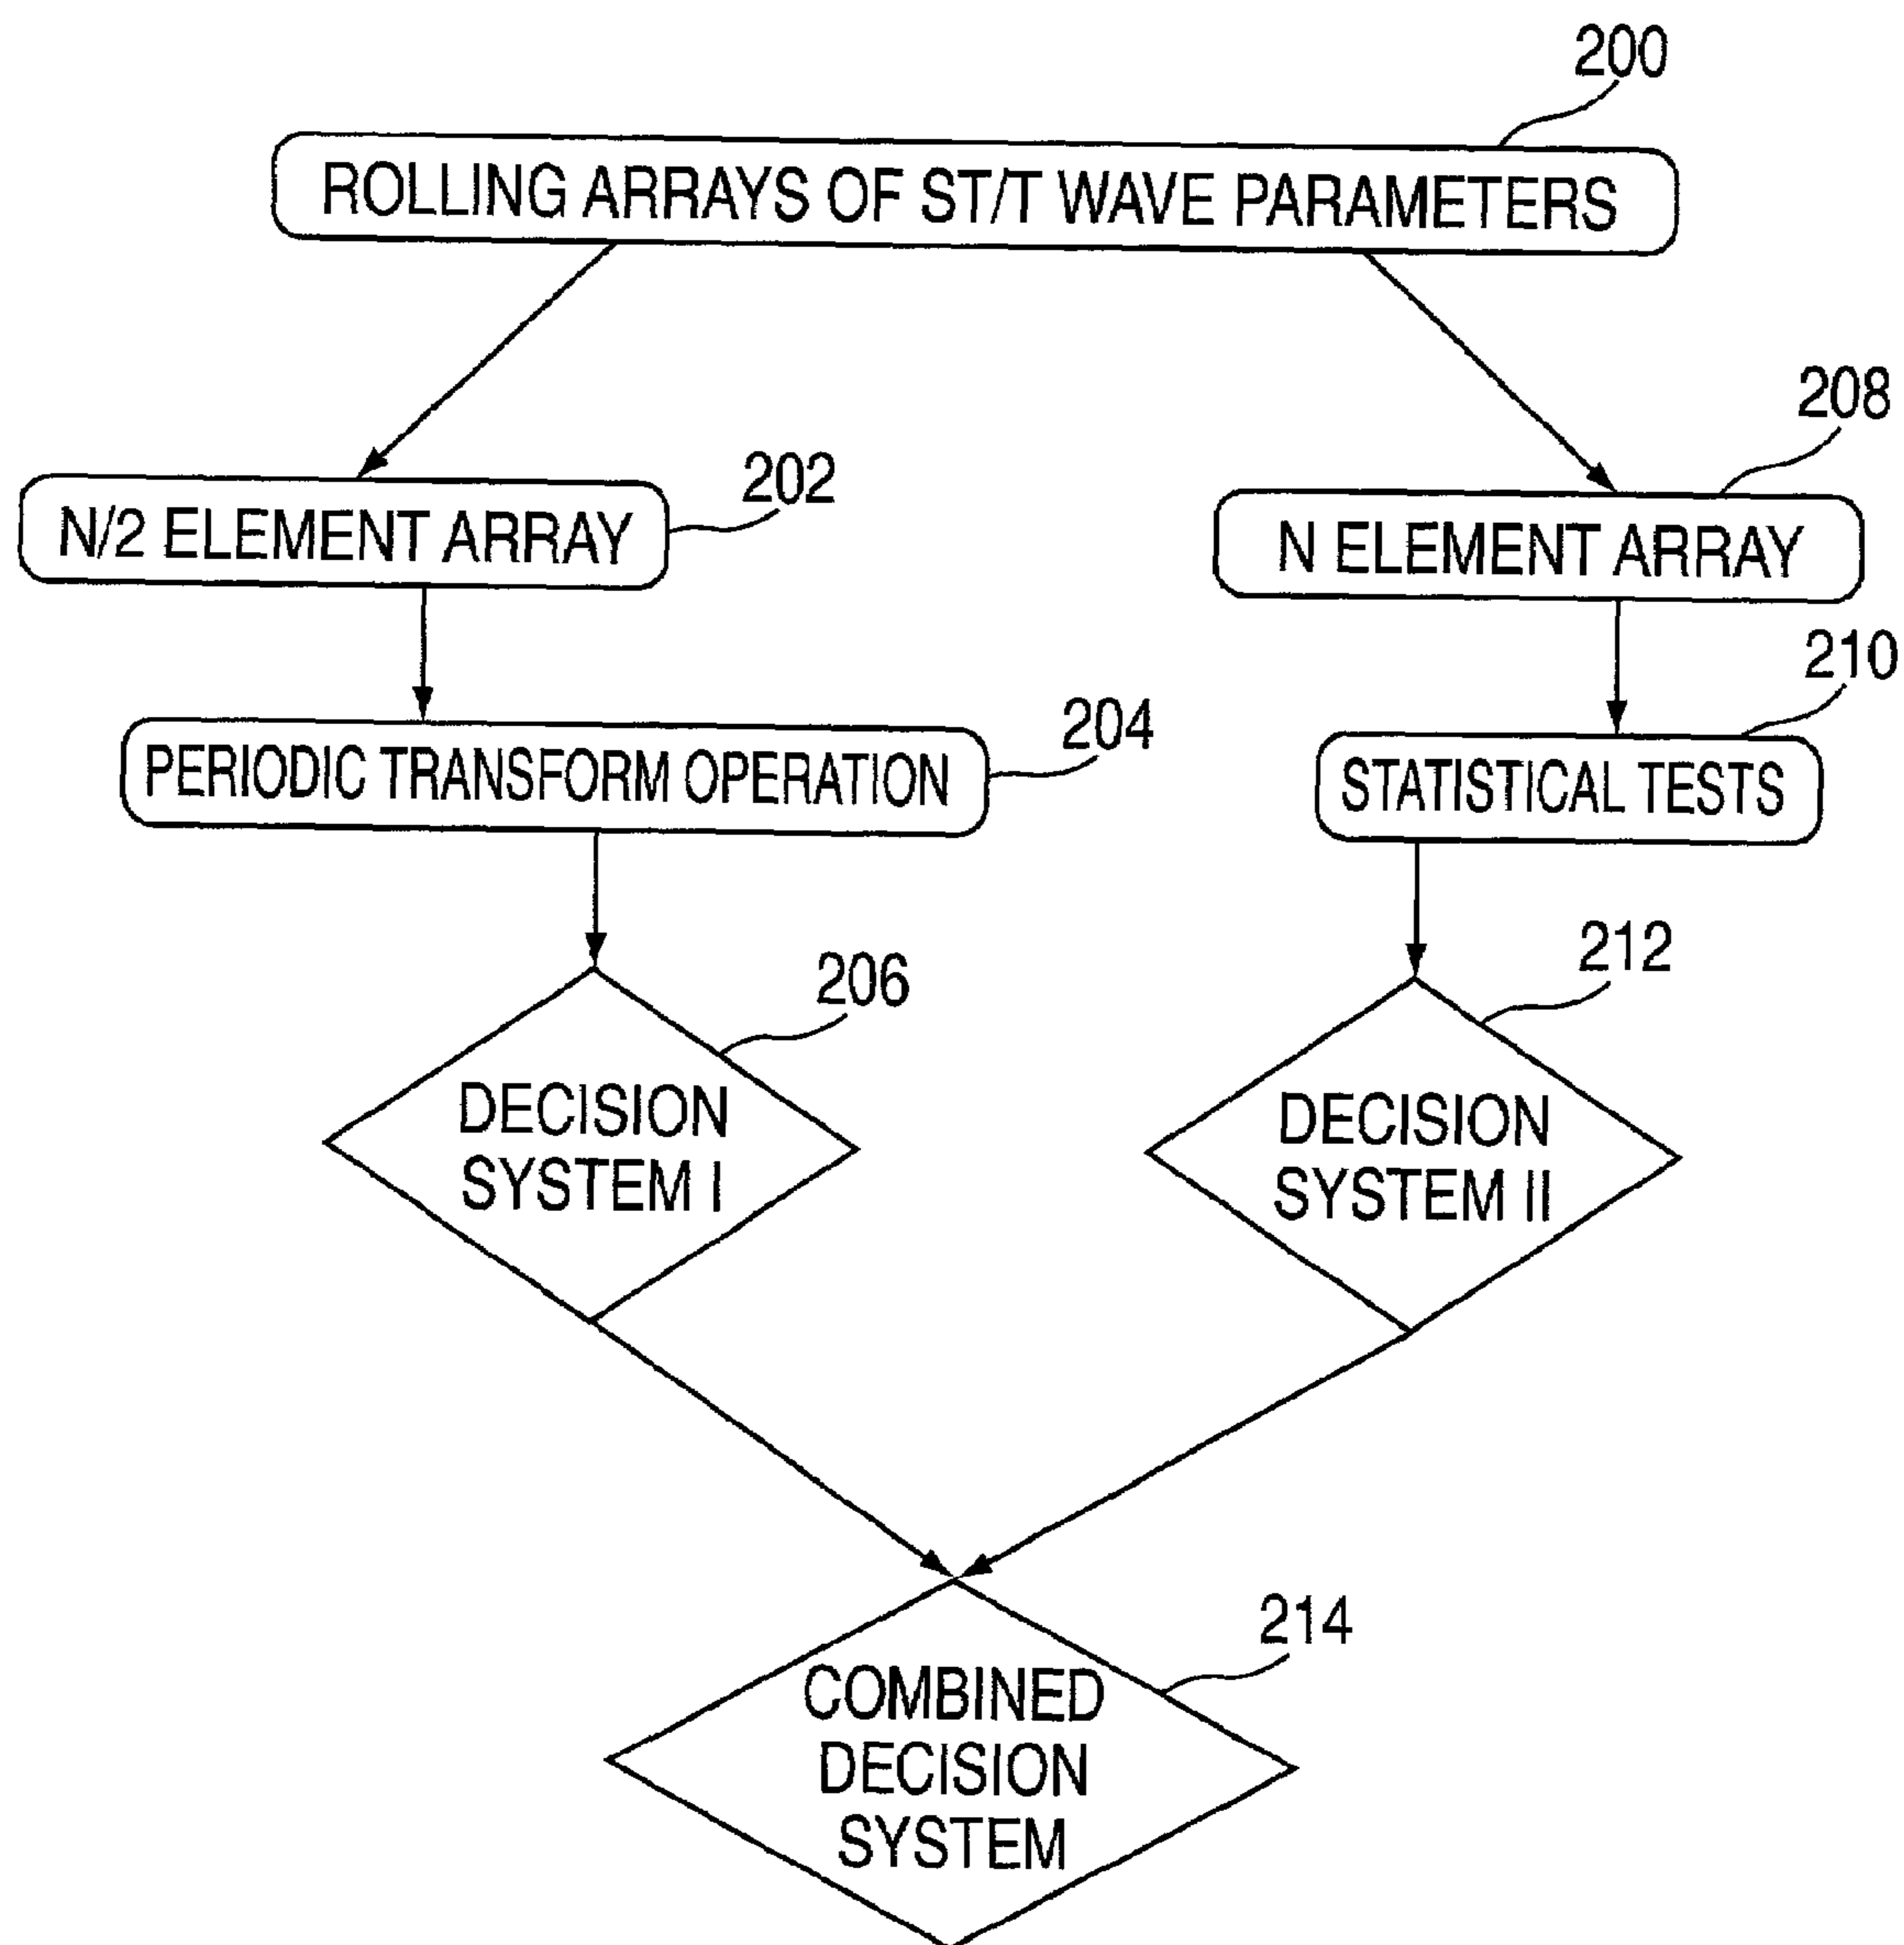 200
ROLLING ARRAYS OF ST/T WAVE PARAMETERS
208
202
N/2 ELEMENT ARRAY
N ELEMENT ARRAY
210
204
PERIODIC TRANSFORM OPERATION
STATISTICAL TESTS
212
206
DECISION
SYSTEM I
DECISION
SYSTEM II
214
COMBINED
DECISION
SYSTEM